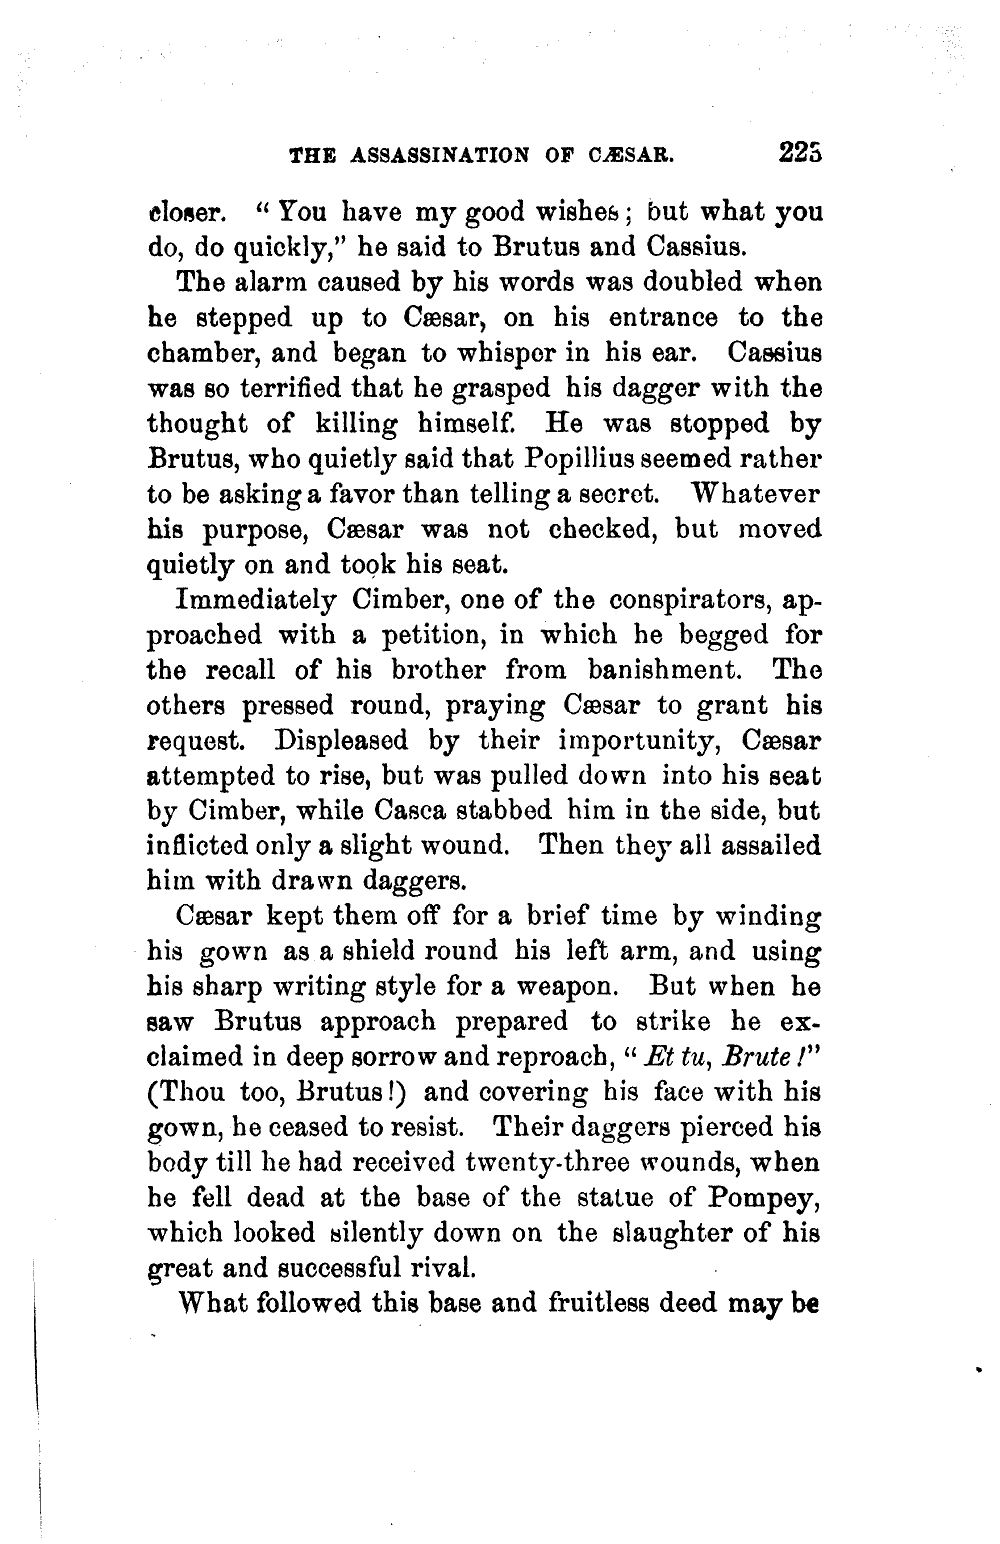 THE ASSASSINATION OF CÆSAR. 225
closer. “ You have my good wishes ; but what you
do, do quickly,” he said to Brutus and Cassius.
The alarm caused by his words was doubled when
he stepped up to Cæsar, on his entrance to the
chamber, and began to whisper in his ear. Cassius
was so terrified that he grasped his dagger with the
thought of killing himself. He was stopped by
Brutus, who quietly said that Popillius seemed rather
to be asking a favor than telling a secret. Whatever
his purpose, Cæsar was not checked, but moved
quietly on and took his seat.
Immediately Cimber, one of the conspirators, ap-
proached with a petition, in which he begged for
the recall of his brother from banishment. The
others pressed round, praying Cæsar to grant his
request. Displeased by their importunity, Cæsar
attempted to rise, but was pulled down into his seat
by Cimber, while Casca stabbed him in the side, but
inflicted only a slight wound. Then they all assailed
him with drawn daggers.
Cæsar kept them off for a brief time by winding
his gown as a shield round his left arm, and using
his sharp writing style for a weapon. But when he
saw Brutus approach prepared to strike he ex-
claimed in deep sorrow and reproach, “ Et tu, Brute !”
(Thou too, Brutus!) and covering his face with his
gown, he ceased to resist. Their daggers pierced his
body till he had received twenty-three wounds, when
he fell dead at the base of the statue of Pompey,
which looked silently down on the slaughter of his
great and successful rival.
What followed this base and fruitless deed may be